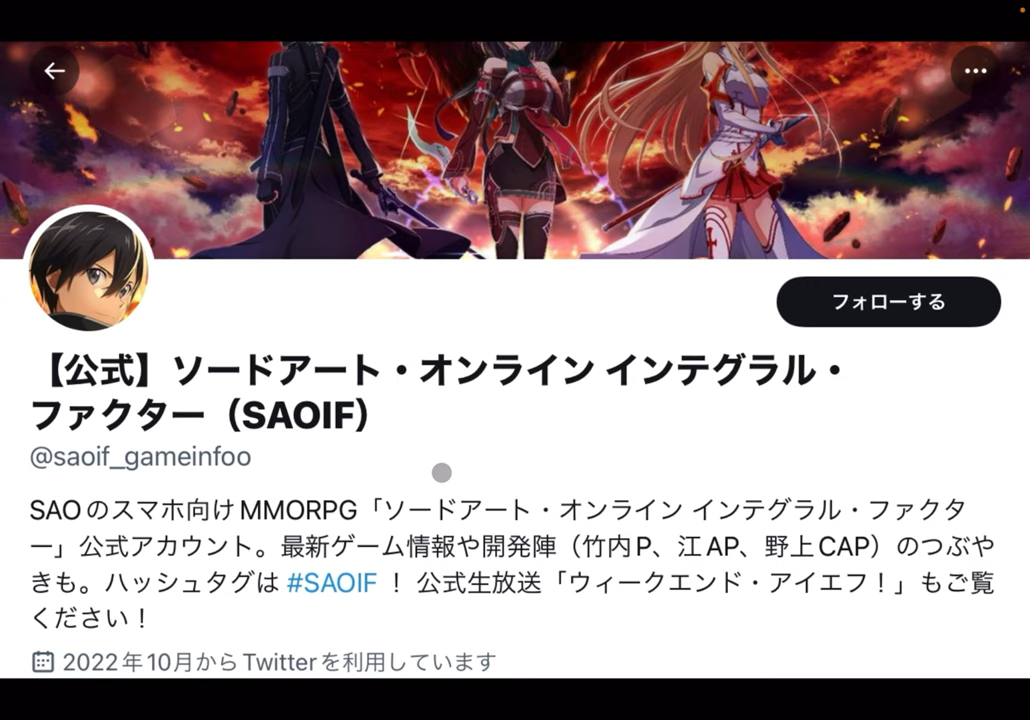 フォローする
【公式】ソードアート・オンライン インテグラル・
ファクター（SAOIF）
@saoif_gameinfoo
SAOのスマホ向けMMORPG「ソードアート・オンライン インテグラル・ファクタ
ー」公式アカウント。最新ゲーム情報や開発陣（竹内P、江AP、野上CAP）のつぶや
きも。ハッシュタグは #SAOIF ！ 公式生放送「ウィークエンド・アイエフ！」もご覧
ください！
2022年10月からTwitterを利用しています